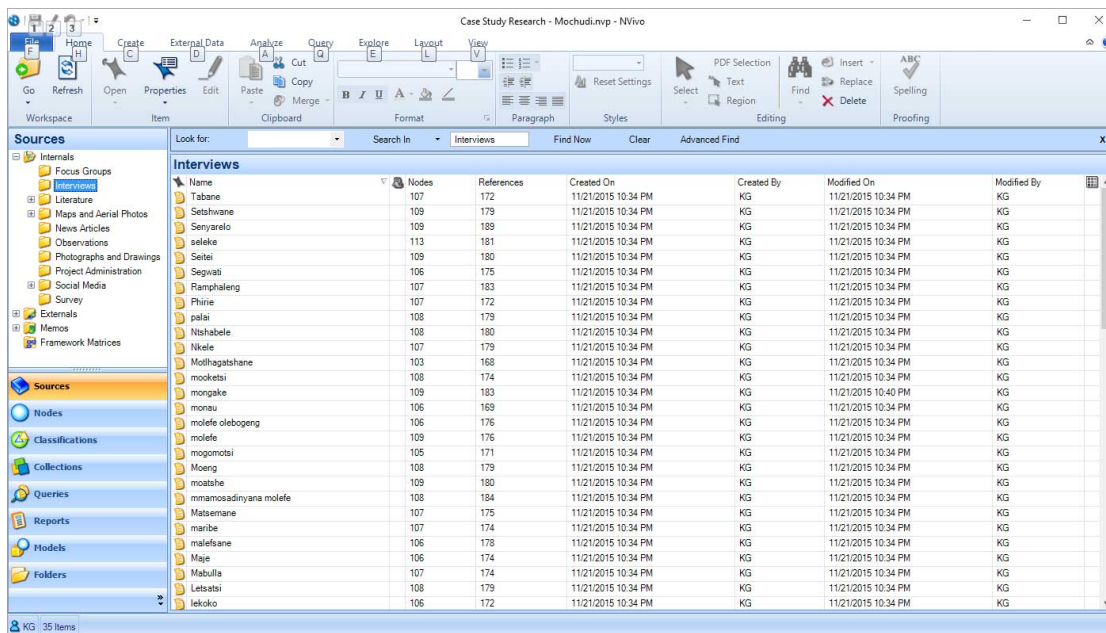 1 2 3
Case Study Research - Mochudi.nvp - NVivo
File Home Create External Data Analyze Query Explore Layout View
F H C D A Q E L V
Go Refresh Open Properties Edit Paste Cut Copy Merge
B I U A
Reset Settings
Select PDF Selection Text Region Find Insert Replace Delete
ABC Spelling
Workspace Item Clipboard Format Paragraph Styles Editing Proofing
Sources
Look for: Search In Interviews Find Now Clear Advanced Find x
Internals
Focus Groups
Interviews
Literature
Maps and Aerial Photos
News Articles
Observations
Photographs and Drawings
Project Administration
Social Media
Survey
Externals
Memos
Framework Matrices
Sources
Nodes
Classifications
Collections
Queries
Reports
Models
Folders
Interviews
Name Nodes References Created On Created By Modified On Modified By
Tabane 107 172 11/21/2015 10:34 PM KG 11/21/2015 10:34 PM KG
Setshwane 109 179 11/21/2015 10:34 PM KG 11/21/2015 10:34 PM KG
Senyarelo 109 189 11/21/2015 10:34 PM KG 11/21/2015 10:34 PM KG
seleke 113 181 11/21/2015 10:34 PM KG 11/21/2015 10:34 PM KG
Seitei 109 180 11/21/2015 10:34 PM KG 11/21/2015 10:34 PM KG
Segwati 106 175 11/21/2015 10:34 PM KG 11/21/2015 10:34 PM KG
Ramphaleng 107 183 11/21/2015 10:34 PM KG 11/21/2015 10:34 PM KG
Phirie 107 172 11/21/2015 10:34 PM KG 11/21/2015 10:34 PM KG
palai 108 179 11/21/2015 10:34 PM KG 11/21/2015 10:34 PM KG
Ntshabele 108 180 11/21/2015 10:34 PM KG 11/21/2015 10:34 PM KG
Nkele 107 179 11/21/2015 10:34 PM KG 11/21/2015 10:34 PM KG
Motlhagatshane 103 168 11/21/2015 10:34 PM KG 11/21/2015 10:34 PM KG
mooketsi 108 174 11/21/2015 10:34 PM KG 11/21/2015 10:34 PM KG
mongake 109 183 11/21/2015 10:34 PM KG 11/21/2015 10:40 PM KG
monau 106 169 11/21/2015 10:34 PM KG 11/21/2015 10:34 PM KG
molefe olebogeng 106 176 11/21/2015 10:34 PM KG 11/21/2015 10:34 PM KG
molefe 109 176 11/21/2015 10:34 PM KG 11/21/2015 10:34 PM KG
mogomotsi 105 171 11/21/2015 10:34 PM KG 11/21/2015 10:34 PM KG
Moeng 108 179 11/21/2015 10:34 PM KG 11/21/2015 10:34 PM KG
moatshe 109 180 11/21/2015 10:34 PM KG 11/21/2015 10:34 PM KG
mmamosadinyana molefe 108 184 11/21/2015 10:34 PM KG 11/21/2015 10:34 PM KG
Matsemane 107 175 11/21/2015 10:34 PM KG 11/21/2015 10:34 PM KG
maribe 107 174 11/21/2015 10:34 PM KG 11/21/2015 10:34 PM KG
malefsane 106 178 11/21/2015 10:34 PM KG 11/21/2015 10:34 PM KG
Maje 106 174 11/21/2015 10:34 PM KG 11/21/2015 10:34 PM KG
Mabulla 107 174 11/21/2015 10:34 PM KG 11/21/2015 10:34 PM KG
Letsatsi 108 179 11/21/2015 10:34 PM KG 11/21/2015 10:34 PM KG
lekoko 106 172 11/21/2015 10:34 PM KG 11/21/2015 10:34 PM KG
KG 35 Items